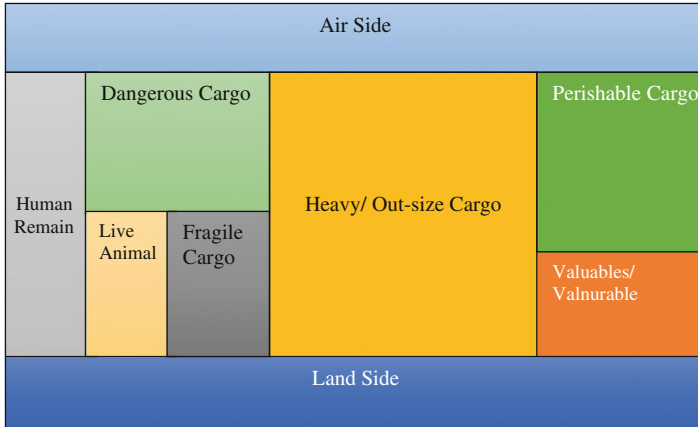 Air Side
Dangerous Cargo
Perishable Cargo
Human
Remain
Heavy/ Out-size Cargo
Live
Animal
Fragile
Cargo
Valuables/
Valnurable
Land Side